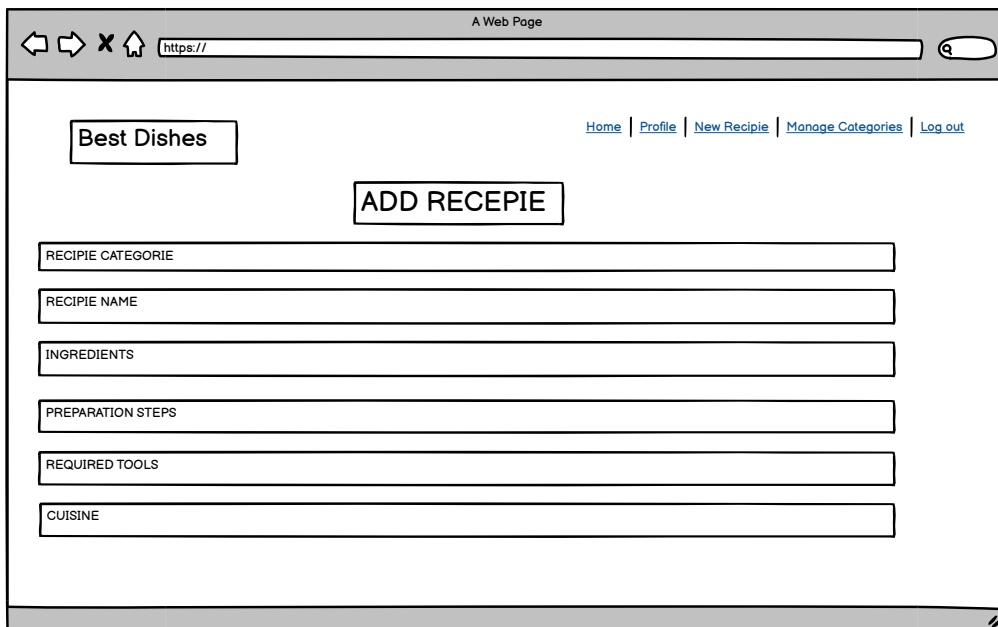 A Web Page
https://
Best Dishes
Home | Profile | New Recipie | Manage Categories | Log out
ADD RECEPIE
RECIPIE CATEGORIE
RECIPIE NAME
INGREDIENTS
PREPARATION STEPS
REQUIRED TOOLS
CUISINE